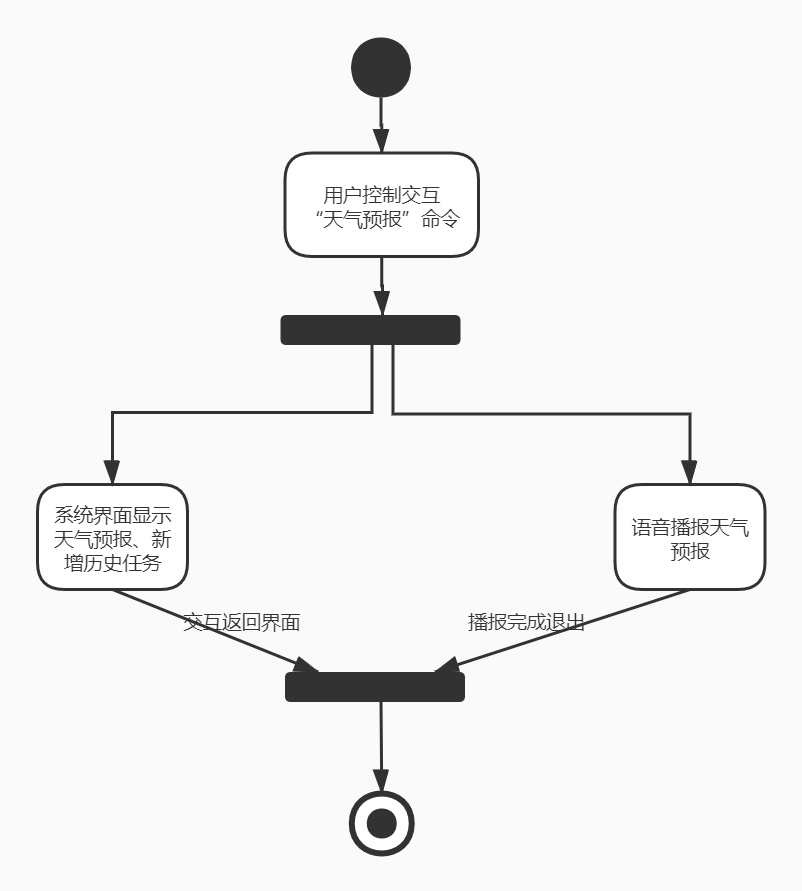 用户控制交互
“天气预报”命令
系统界面显示
天气预报、新
增历史任务
语音播报天气
预报
交互返回界面
播报完成退出